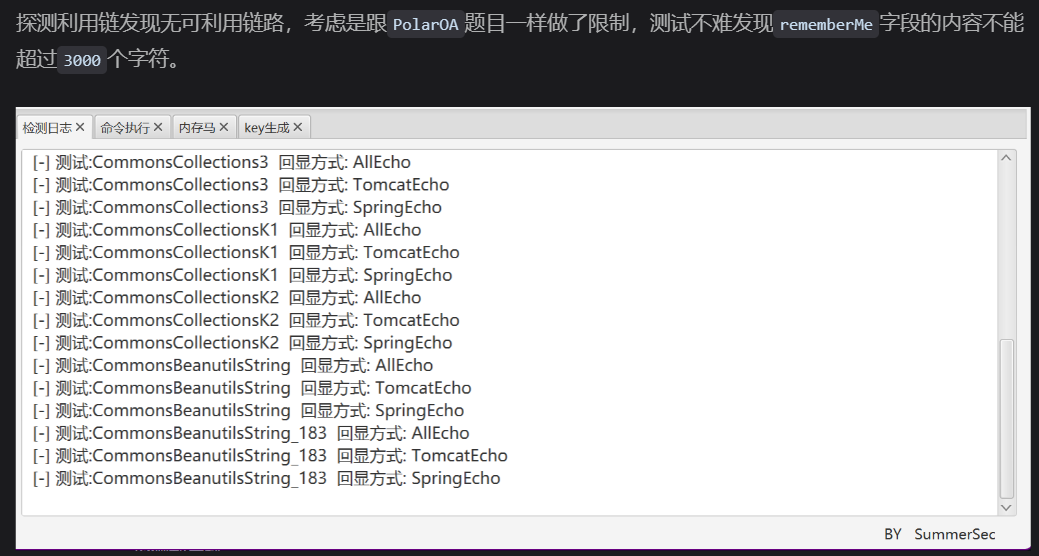 探测利用链发现无可利用链路，考虑是跟PolarOA题目一样做了限制，测试不难发现rememberMe字段的内容不能
超过3000个字符。
检测日志 ✕ 命令执行 ✕ 内存马 ✕ key生成 ✕
[-] 测试:CommonsCollections3 回显方式: AllEcho
[-] 测试:CommonsCollections3 回显方式: TomcatEcho
[-] 测试:CommonsCollections3 回显方式: SpringEcho
[-] 测试:CommonsCollectionsK1 回显方式: AllEcho
[-] 测试:CommonsCollectionsK1 回显方式: TomcatEcho
[-] 测试:CommonsCollectionsK1 回显方式: SpringEcho
[-] 测试:CommonsCollectionsK2 回显方式: AllEcho
[-] 测试:CommonsCollectionsK2 回显方式: TomcatEcho
[-] 测试:CommonsCollectionsK2 回显方式: SpringEcho
[-] 测试:CommonsBeanutilsString 回显方式: AllEcho
[-] 测试:CommonsBeanutilsString 回显方式: TomcatEcho
[-] 测试:CommonsBeanutilsString 回显方式: SpringEcho
[-] 测试:CommonsBeanutilsString_183 回显方式: AllEcho
[-] 测试:CommonsBeanutilsString_183 回显方式: TomcatEcho
[-] 测试:CommonsBeanutilsString_183 回显方式: SpringEcho
BY SummerSec